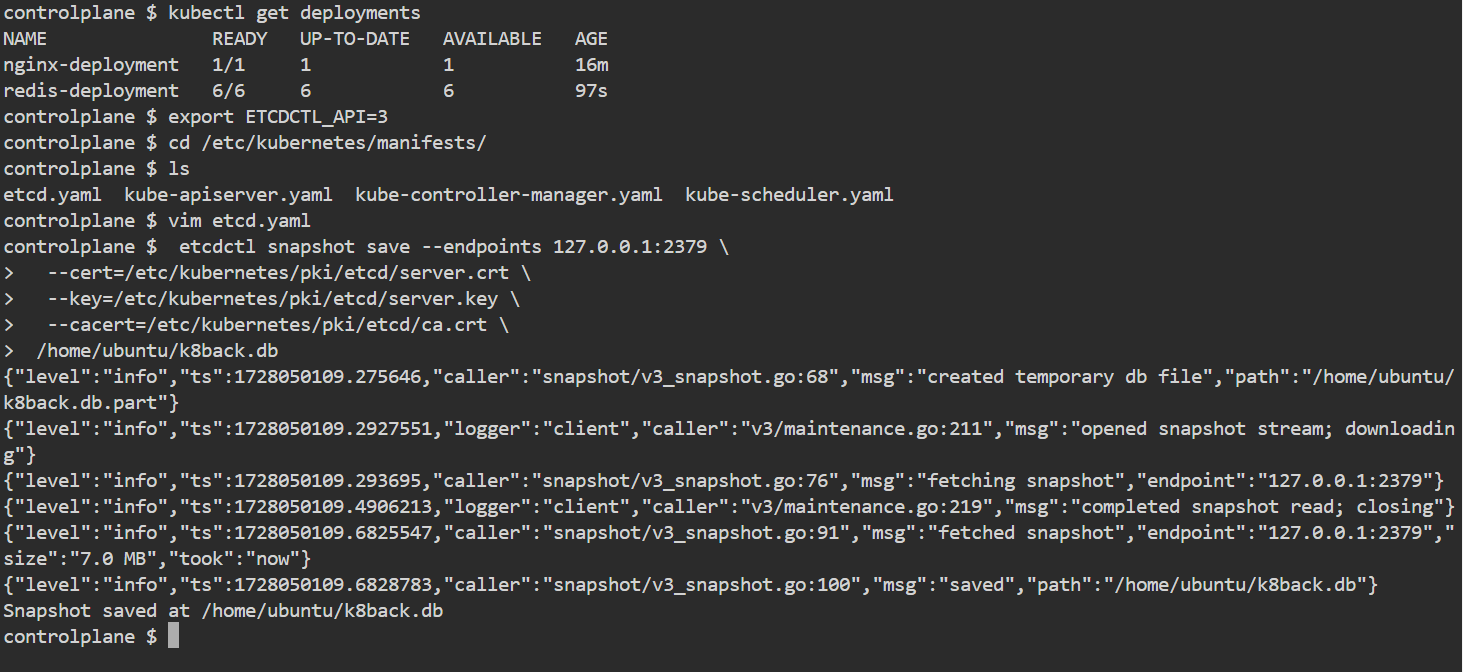 controlplane $ kubectl get deployments
NAME               READY   UP-TO-DATE   AVAILABLE   AGE
nginx-deployment   1/1     1            1           16m
redis-deployment   6/6     6            6           97s
controlplane $ export ETCDCTL_API=3
controlplane $ cd /etc/kubernetes/manifests/
controlplane $ ls
etcd.yaml  kube-apiserver.yaml  kube-controller-manager.yaml  kube-scheduler.yaml
controlplane $ vim etcd.yaml
controlplane $  etcdctl snapshot save --endpoints 127.0.0.1:2379 \
>   --cert=/etc/kubernetes/pki/etcd/server.crt \
>   --key=/etc/kubernetes/pki/etcd/server.key \
>   --cacert=/etc/kubernetes/pki/etcd/ca.crt \
>  /home/ubuntu/k8back.db
{"level":"info","ts":1728050109.275646,"caller":"snapshot/v3_snapshot.go:68","msg":"created temporary db file","path":"/home/ubuntu/
k8back.db.part"}
{"level":"info","ts":1728050109.2927551,"logger":"client","caller":"v3/maintenance.go:211","msg":"opened snapshot stream; downloadin
g"}
{"level":"info","ts":1728050109.293695,"caller":"snapshot/v3_snapshot.go:76","msg":"fetching snapshot","endpoint":"127.0.0.1:2379"}
{"level":"info","ts":1728050109.4906213,"logger":"client","caller":"v3/maintenance.go:219","msg":"completed snapshot read; closing"}
{"level":"info","ts":1728050109.6825547,"caller":"snapshot/v3_snapshot.go:91","msg":"fetched snapshot","endpoint":"127.0.0.1:2379","
size":"7.0 MB","took":"now"}
{"level":"info","ts":1728050109.6828783,"caller":"snapshot/v3_snapshot.go:100","msg":"saved","path":"/home/ubuntu/k8back.db"}
Snapshot saved at /home/ubuntu/k8back.db
controlplane $